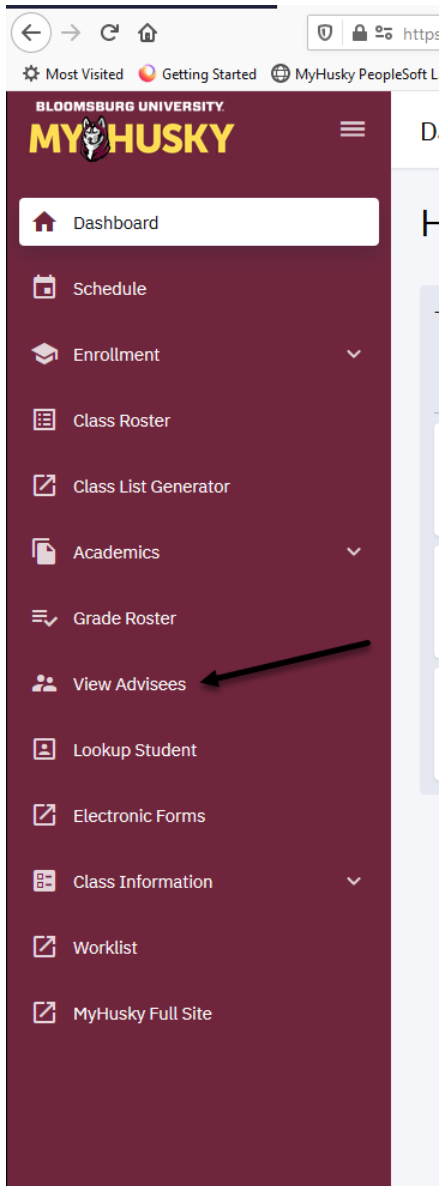 https
Most Visited Getting Started MyHusky PeopleSoft L
BLOOMSBURG UNIVERSITY
MYHUSKY
Dashboard
Schedule
Enrollment
Class Roster
Class List Generator
Academics
Grade Roster
View Advisees
Lookup Student
Electronic Forms
Class Information
Worklist
MyHusky Full Site